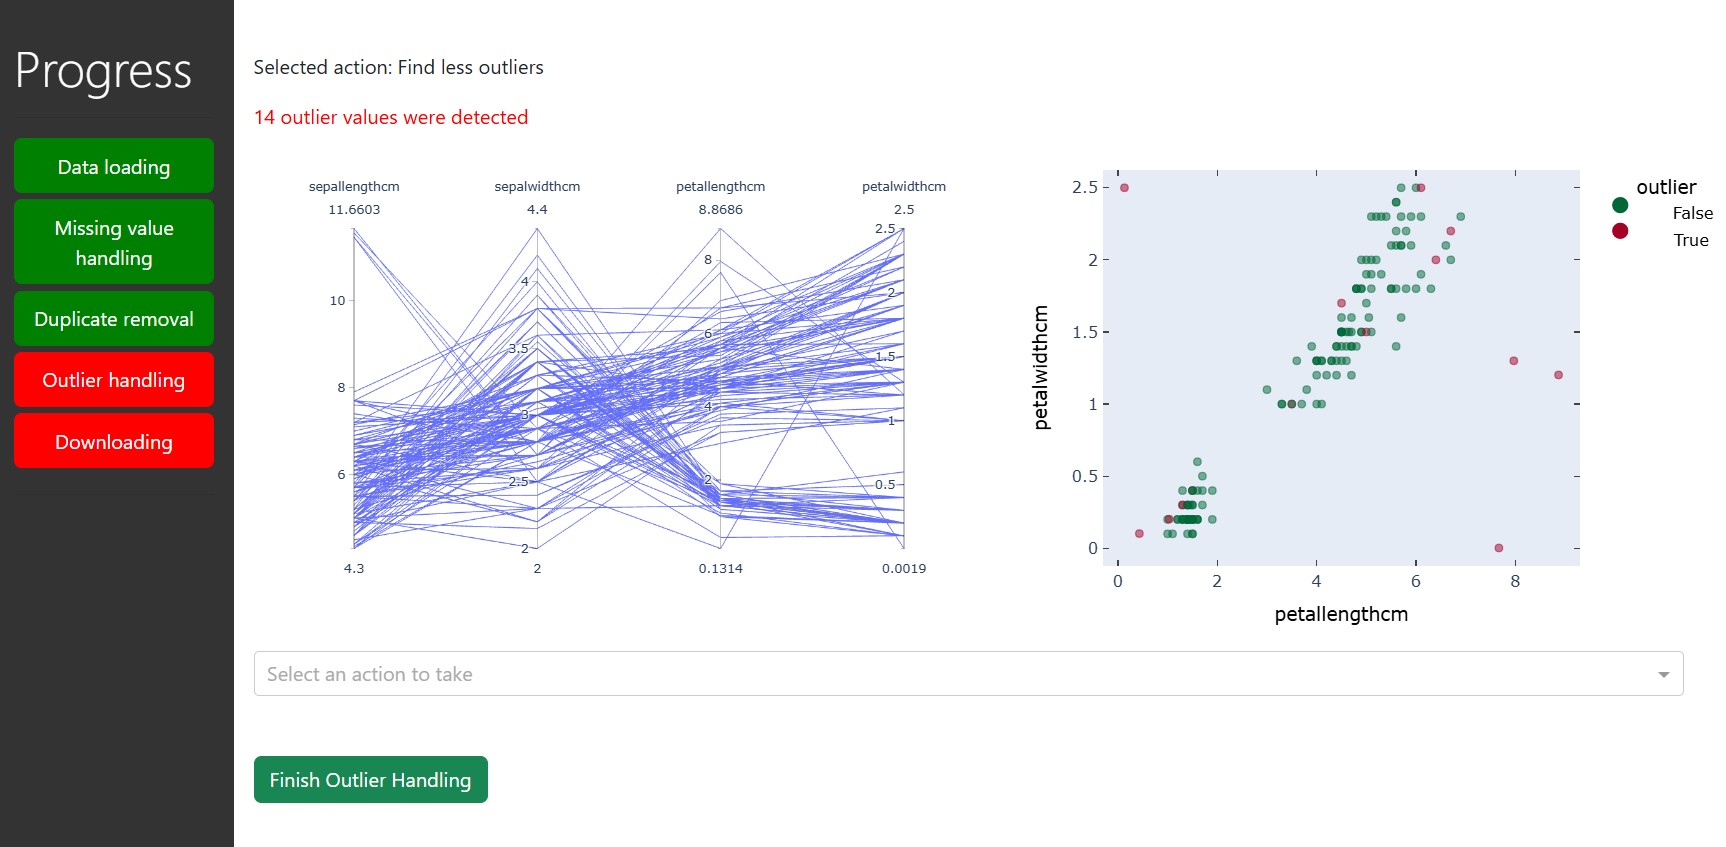 Progress
Data loading
Missing value
handling
Duplicate removal
Outlier handling
Downloading
Selected action: Find less outliers
14 outlier values were detected
sepallengthcm sepalwidthcm petallengthcm petalwidthcm
11.6603 4.4 8.8686 2.5
10
8
6
4
3.5
3
2.5
2
8
6
4
2
2.5
2
1.5
1
0.5
4.3 2 0.1314 0.0019
petalwidthcm
2.5
2
1.5
1
0.5
0
0 2 4 6 8
petallengthcm
outlier
False
True
Select an action to take
Finish Outlier Handling